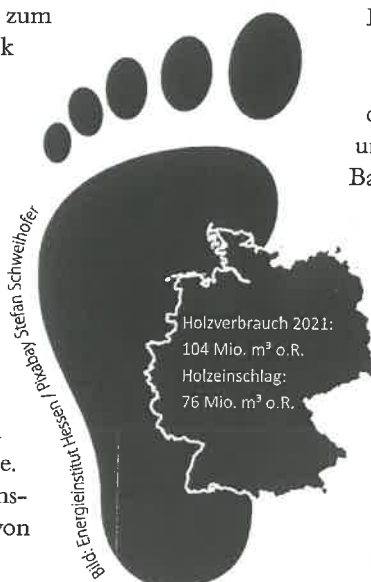 zum
k
un
Ba
Holzverbrauch 2021:
104 Mio. m³ o.R.
Holzeinschlag:
76 Mio. m³ o.R.
e.
ns-
von
Bild: Energieinstitut Hessen / Pixabay Stefan Schweihofer